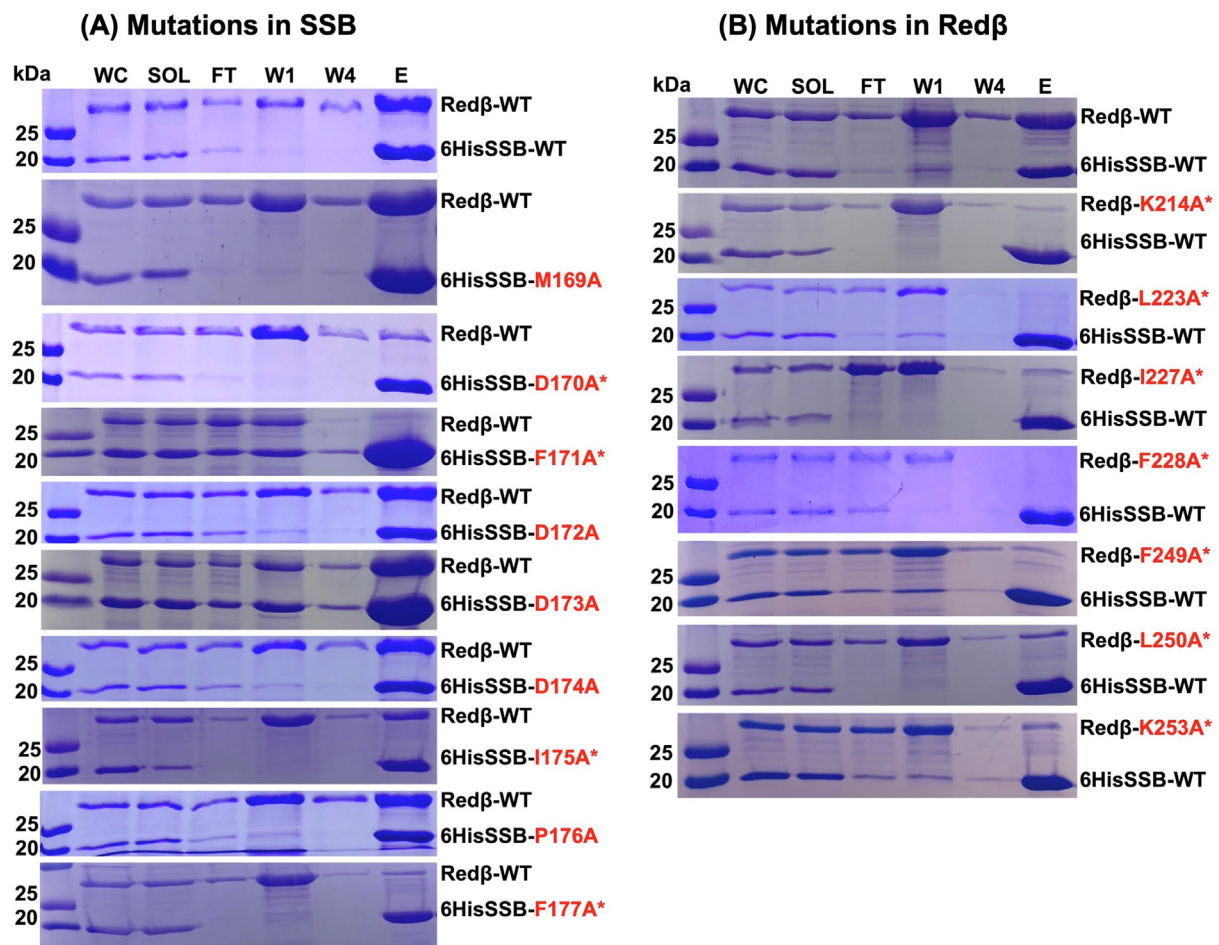 (A) Mutations in SSB
kDa WC SOL FT W1 W4 E
Redβ-WT
25
20
6HisSSB-WT
Redβ-WT
25
20
6HisSSB-M169A
Redβ-WT
25
20
6HisSSB-D170A*
Redβ-WT
25
20
6HisSSB-F171A*
Redβ-WT
25
20
6HisSSB-D172A
Redβ-WT
25
20
6HisSSB-D173A
Redβ-WT
25
20
6HisSSB-D174A
Redβ-WT
25
20
6HisSSB-I175A*
Redβ-WT
25
20
6HisSSB-P176A
Redβ-WT
25
20
6HisSSB-F177A*
(B) Mutations in Redβ
kDa WC SOL FT W1 W4 E
Redβ-WT
25
20
6HisSSB-WT
Redβ-K214A*
25
20
6HisSSB-WT
Redβ-L223A*
25
20
6HisSSB-WT
Redβ-I227A*
25
20
6HisSSB-WT
Redβ-F228A*
25
20
6HisSSB-WT
Redβ-F249A*
25
20
6HisSSB-WT
Redβ-L250A*
25
20
6HisSSB-WT
Redβ-K253A*
25
20
6HisSSB-WT